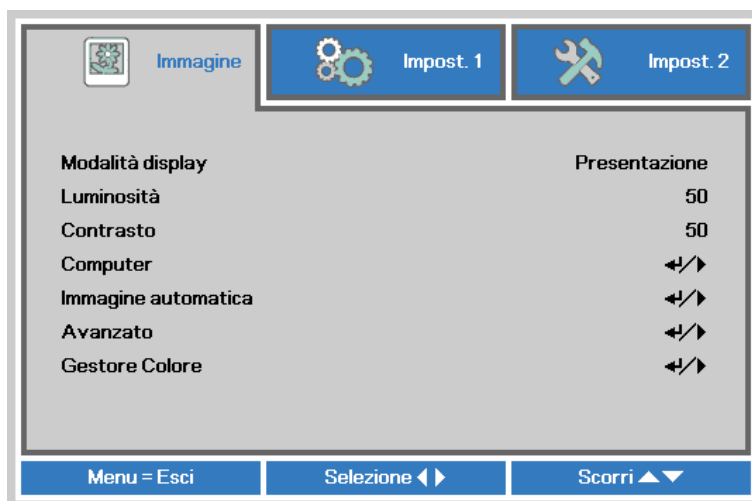 Immagine
Impost. 1
Impost. 2
Modalità display Presentazione
Luminosità 50
Contrasto 50
Computer ↵/▶
Immagine automatica ↵/▶
Avanzato ↵/▶
Gestore Colore ↵/▶
Menu = Esci
Selezione ◀▶
Scorri ▲▼